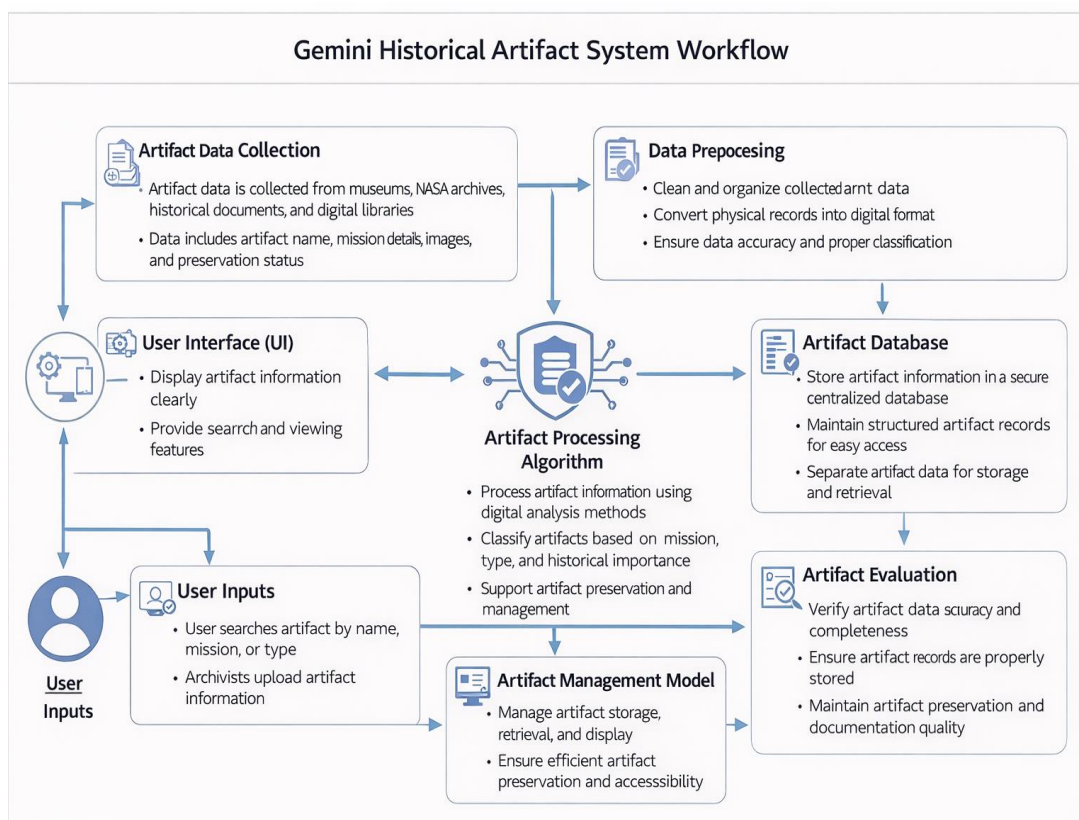 Gemini Historical Artifact System Workflow
Artifact Data Collection
• Artifact data is collected from museums, NASA archives,
historical documents, and digital libraries
• Data includes artifact name, mission details, images,
and preservation status
Data Prepocesing
• Clean and organize collectedarnt data
• Convert physical records into digital format
• Ensure data accuracy and proper classification
User Interface (UI)
• Display artifact information
clearly
• Provide searrch and viewing
features
Artifact Processing
Algorithm
• Process artifact information using
digital analysis methods
• Classify artifacts based on mission,
type, and historical importance
• Support artifact preservation and
management
Artifact Database
• Store artifact information in a secure
centralized database
• Maintain structured artifact records
for easy access
• Separate artifact data for storage
and retrieval
User
Inputs
User Inputs
• User searches artifact by name,
mission, or type
• Archivists upload artifact
information
Artifact Management Model
• Manage artifact storage,
retrieval, and display
• Ensure efficient artifact
preservation and accesssibility
Artifact Evaluation
Verify artifact data scuracy and
completeness
• Ensure artifact records are properly
stored
• Maintain artifact preservation and
documentation quality